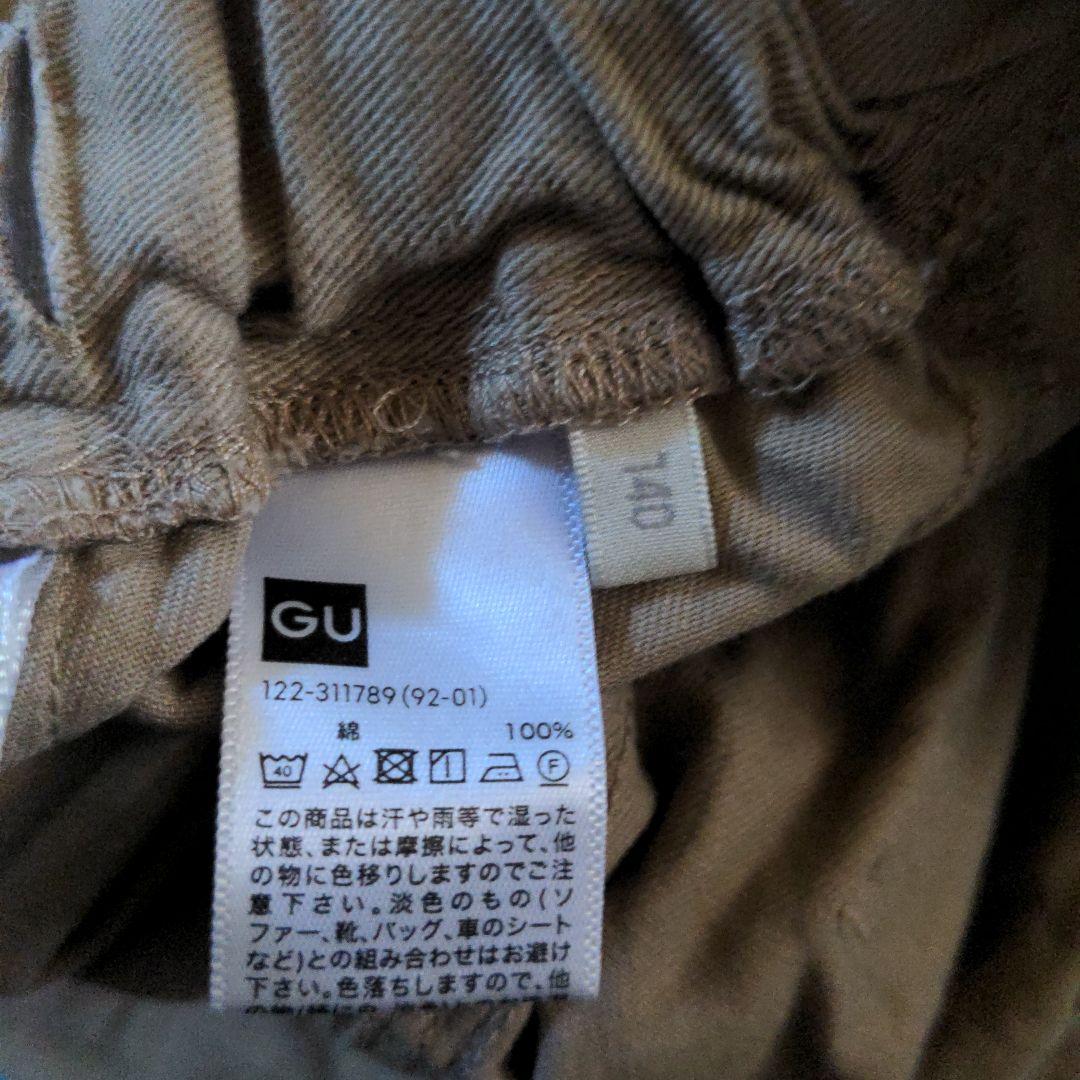 140
GU
122-311789(92-01)
綿 100%
40 1 F
この商品は汗や雨等で湿った
状態、または摩擦によって、他
の物に色移りしますのでご注
意下さい。淡色のもの(ソ
ファー、靴、バッグ、車のシート
など)との組み合わせはお避け
下さい。色落ちしますので、他